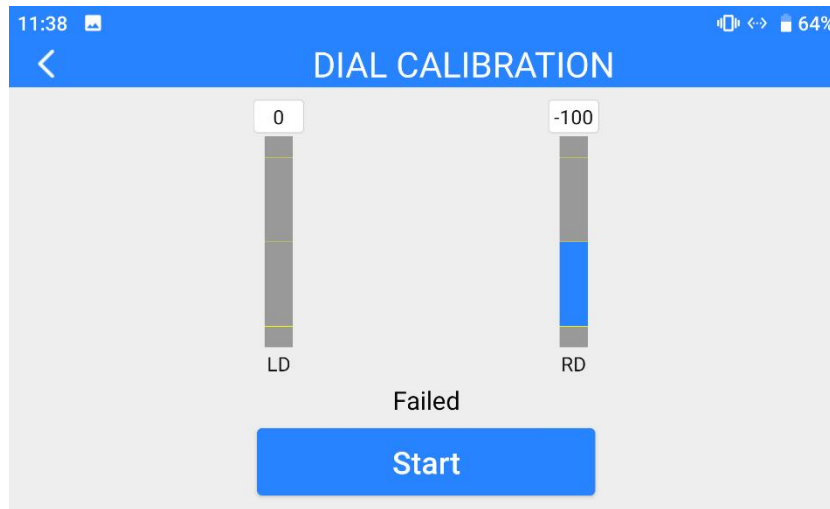 11:38 64%
DIAL CALIBRATION
0 -100
LD RD
Failed
Start